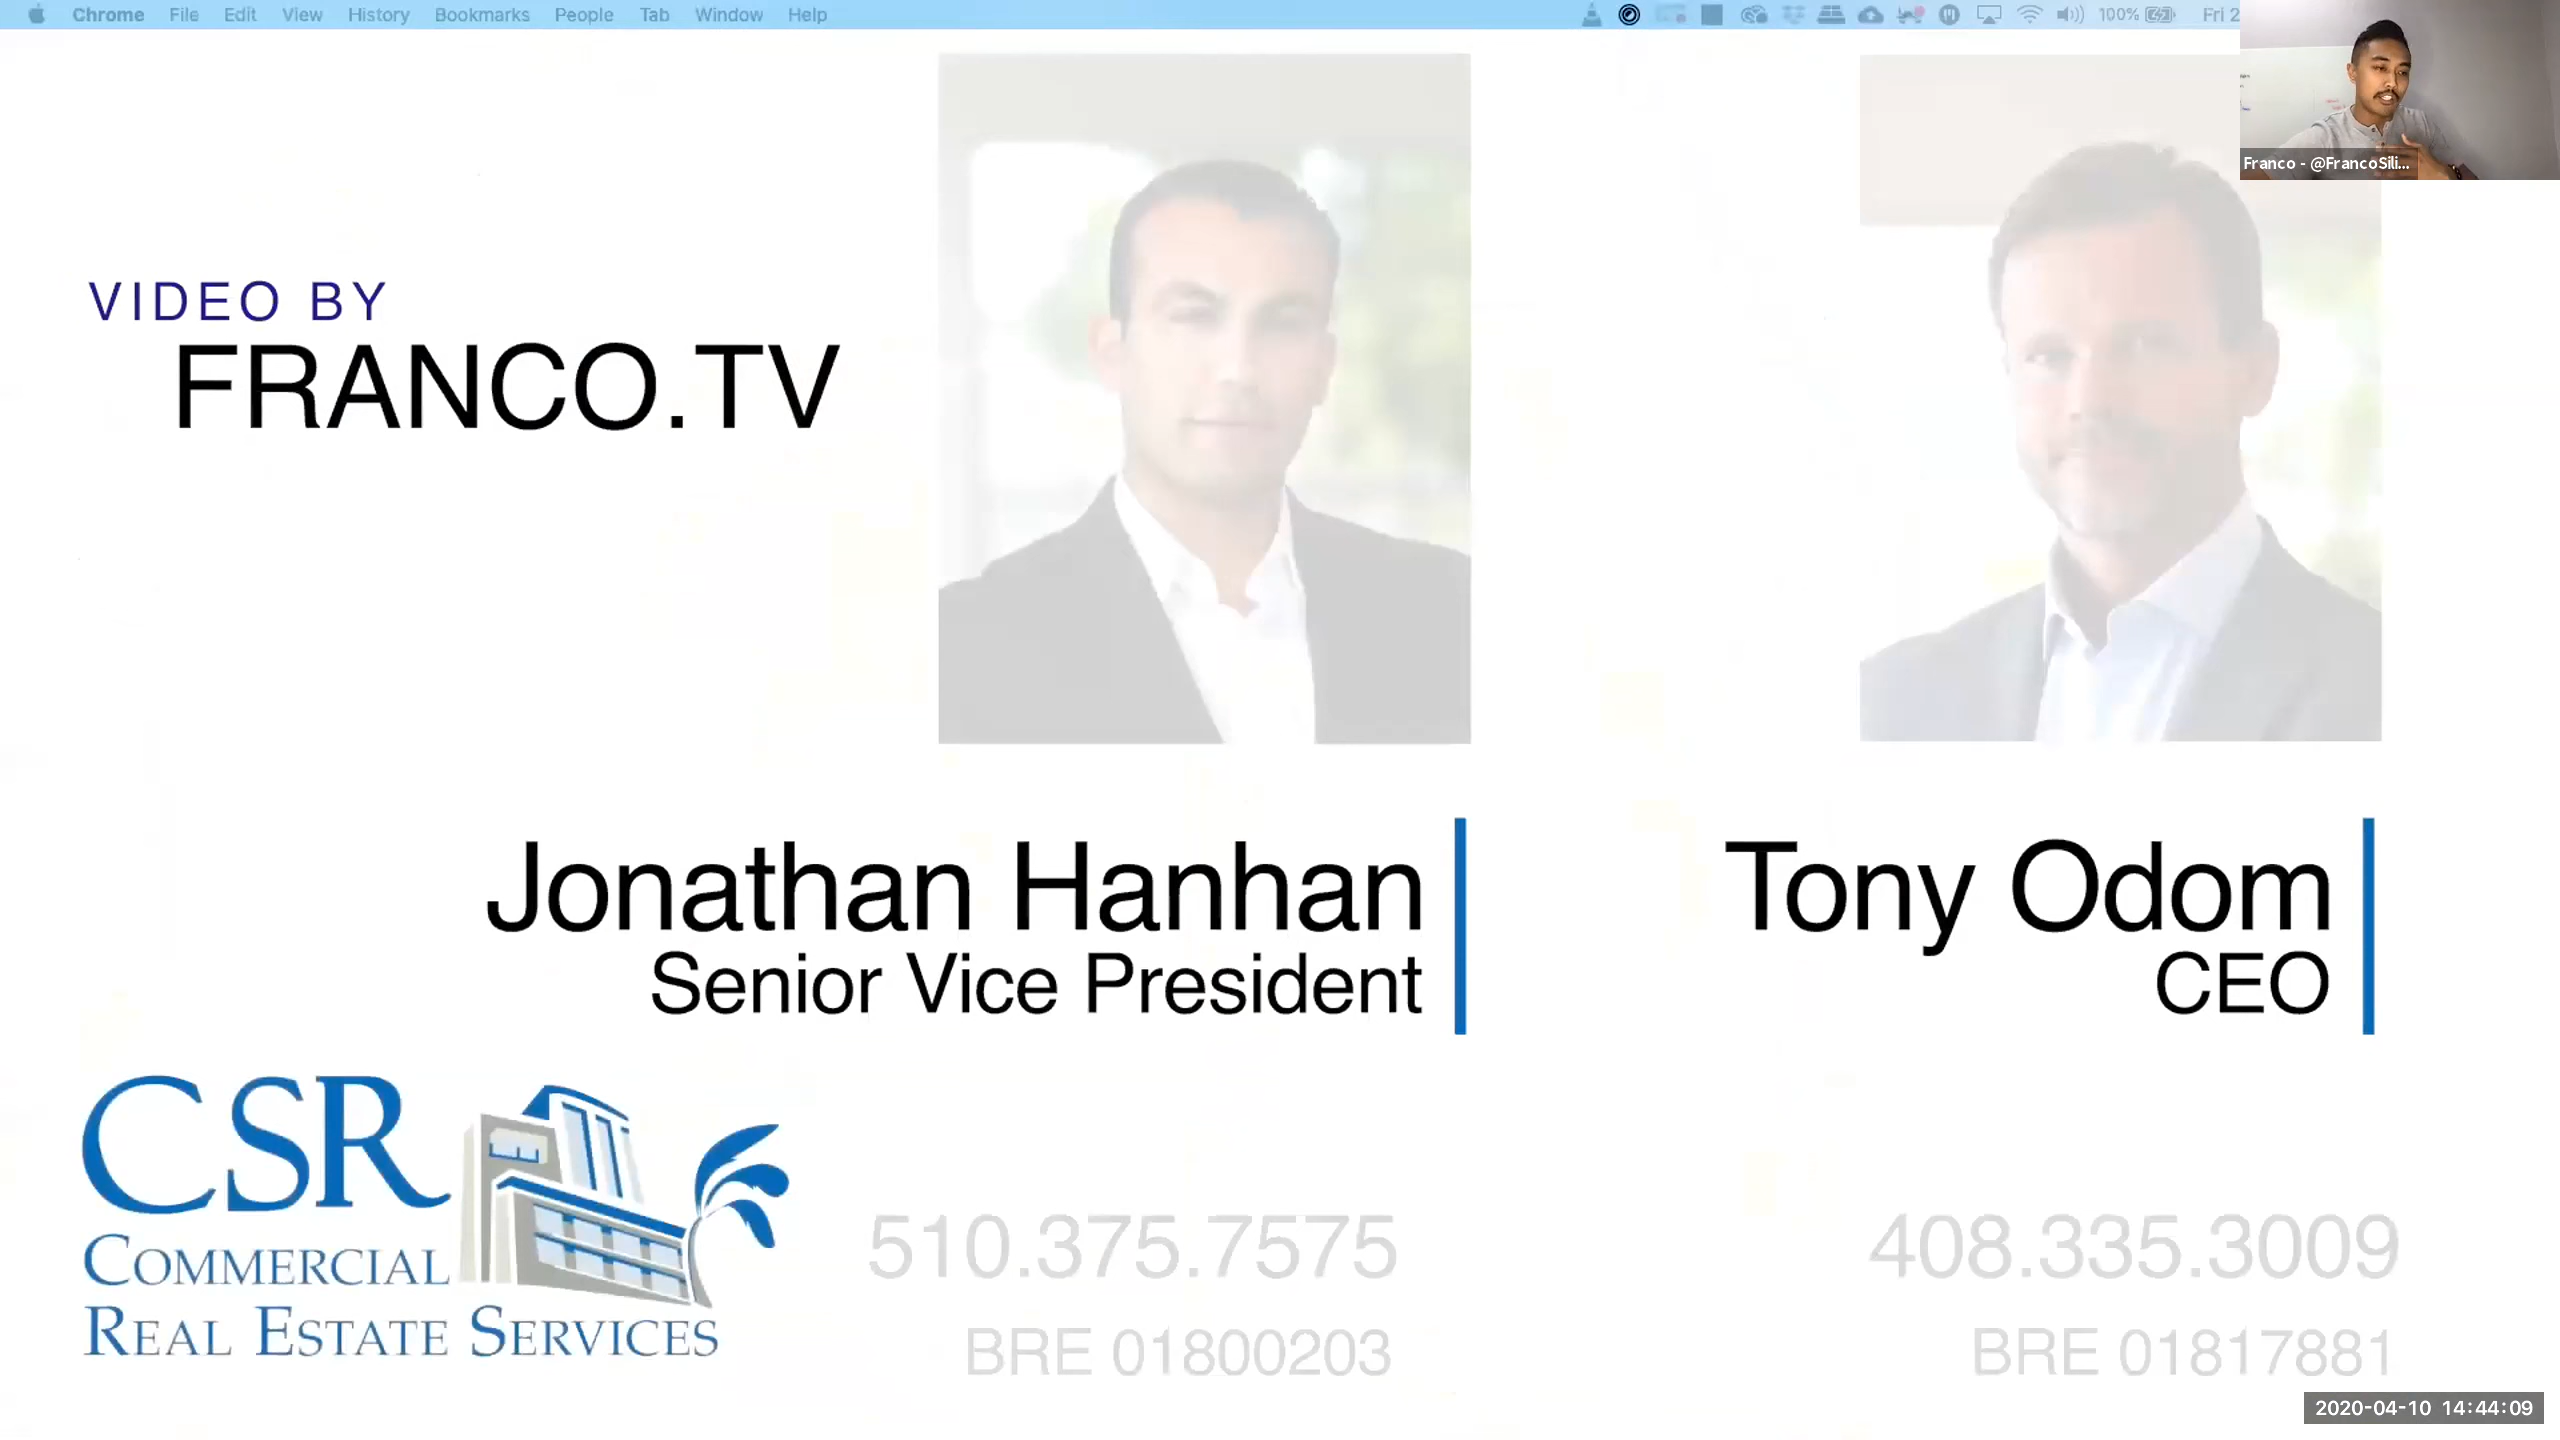 Chrome File Edit View History Bookmarks People Tab Window Help
100%
Fri 2
Franco - @FrancoSili...
VIDEO BY
FRANCO.TV
Jonathan Hanhan
Senior Vice President
Tony Odom
CEO
CSR
COMMERCIAL
REAL ESTATE SERVICES
510.375.7575
BRE 01800203
408.335.3009
BRE 01817881
2020-04-10 14:44:09